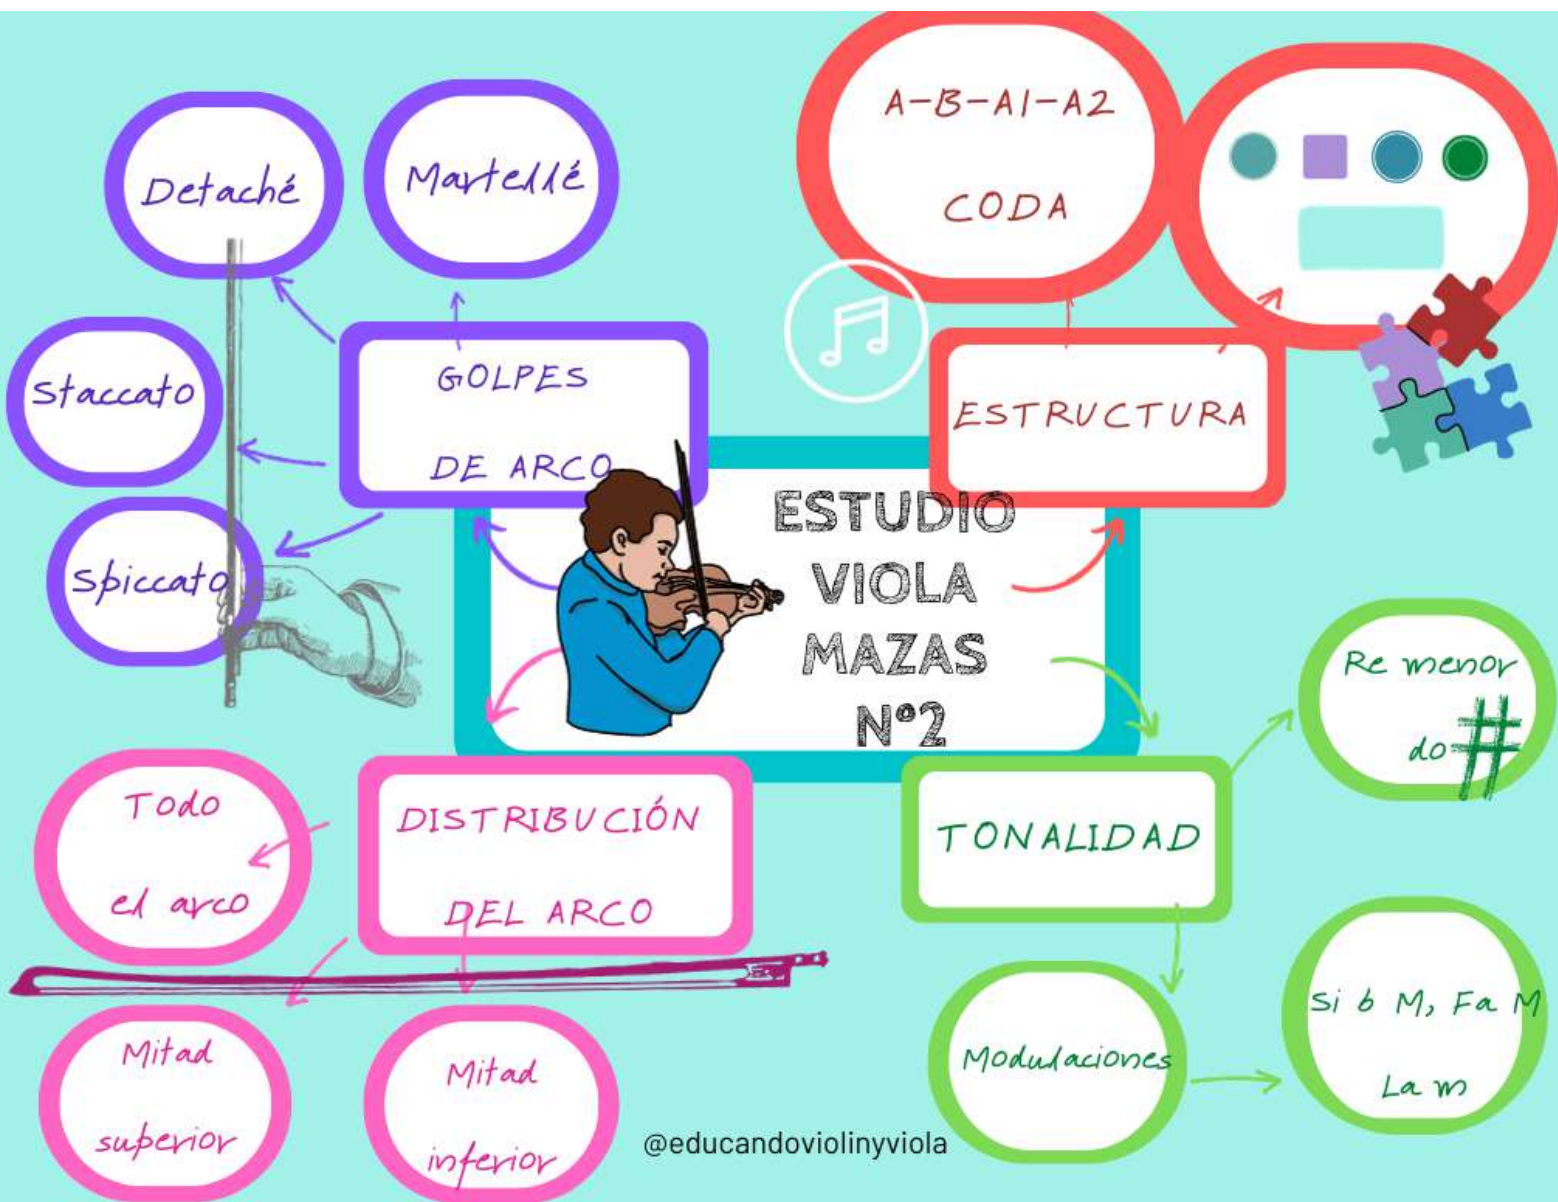 Detaché
Martellé
Staccato
Spiccato
GOLPES
DE ARCO
A-B-A1-A2
CODA
ESTRUCTURA
ESTUDIO
VIOLA
MAZAS
Nº2
Re menor
do #
TONALIDAD
Modulaciones
Si b M, Fa M
La m
DISTRIBUCIÓN
DEL ARCO
Todo
el arco
Mitad
superior
Mitad
inferior
@educandoviolinyviola